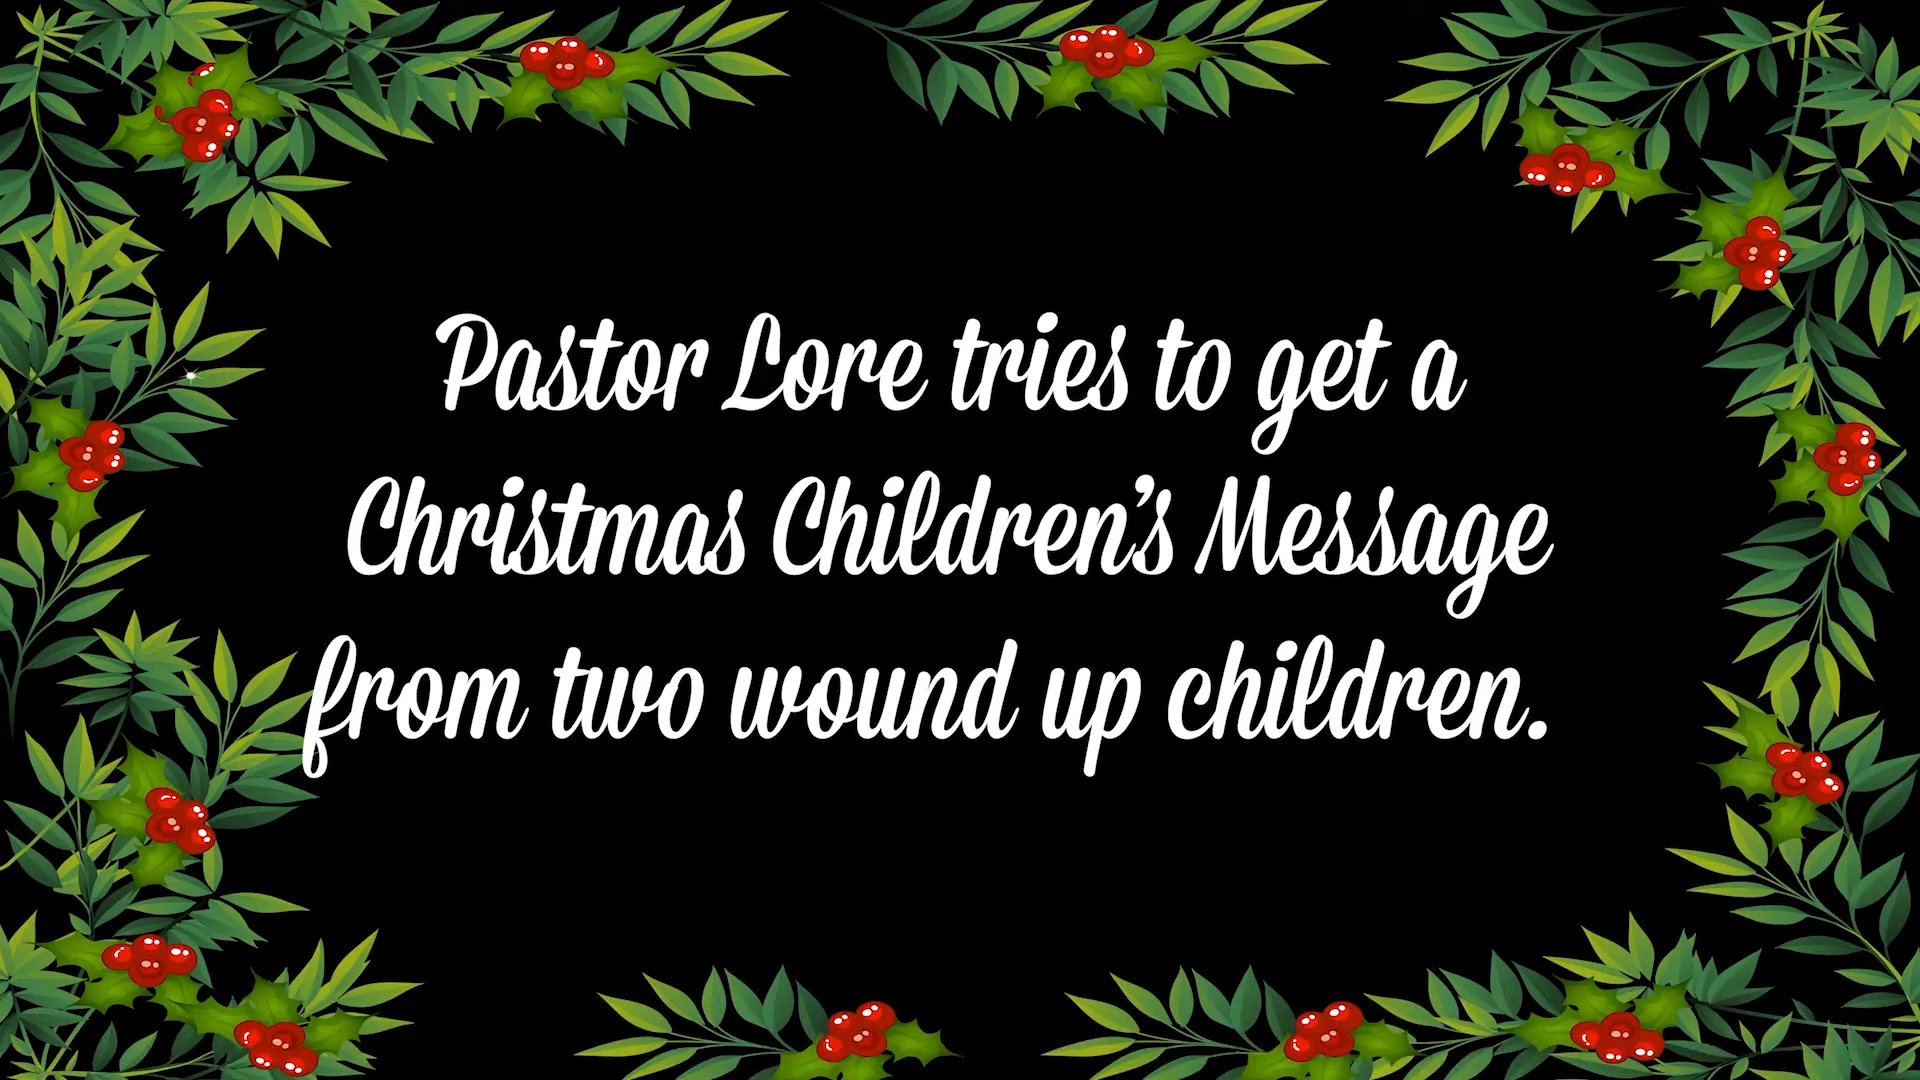 Pastor Lore tries to get a
Christmas Children’s Message
from two wound up children.